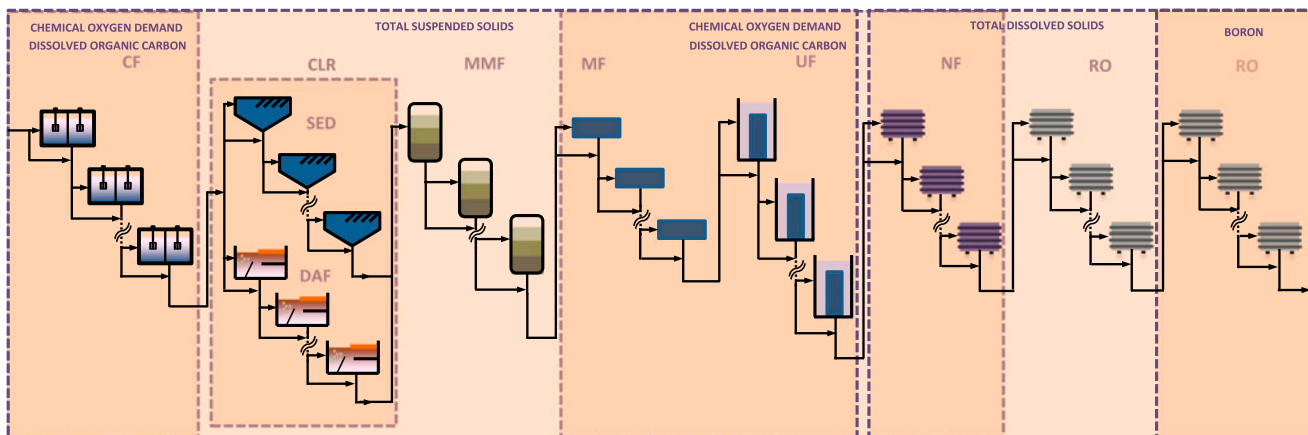 CHEMICAL OXYGEN DEMAND
DISSOLVED ORGANIC CARBON
CF
TOTAL SUSPENDED SOLIDS
CLR
SED
DAF
MMF
CHEMICAL OXYGEN DEMAND
DISSOLVED ORGANIC CARBON
MF
UF
TOTAL DISSOLVED SOLIDS
NF
RO
BORON
RO